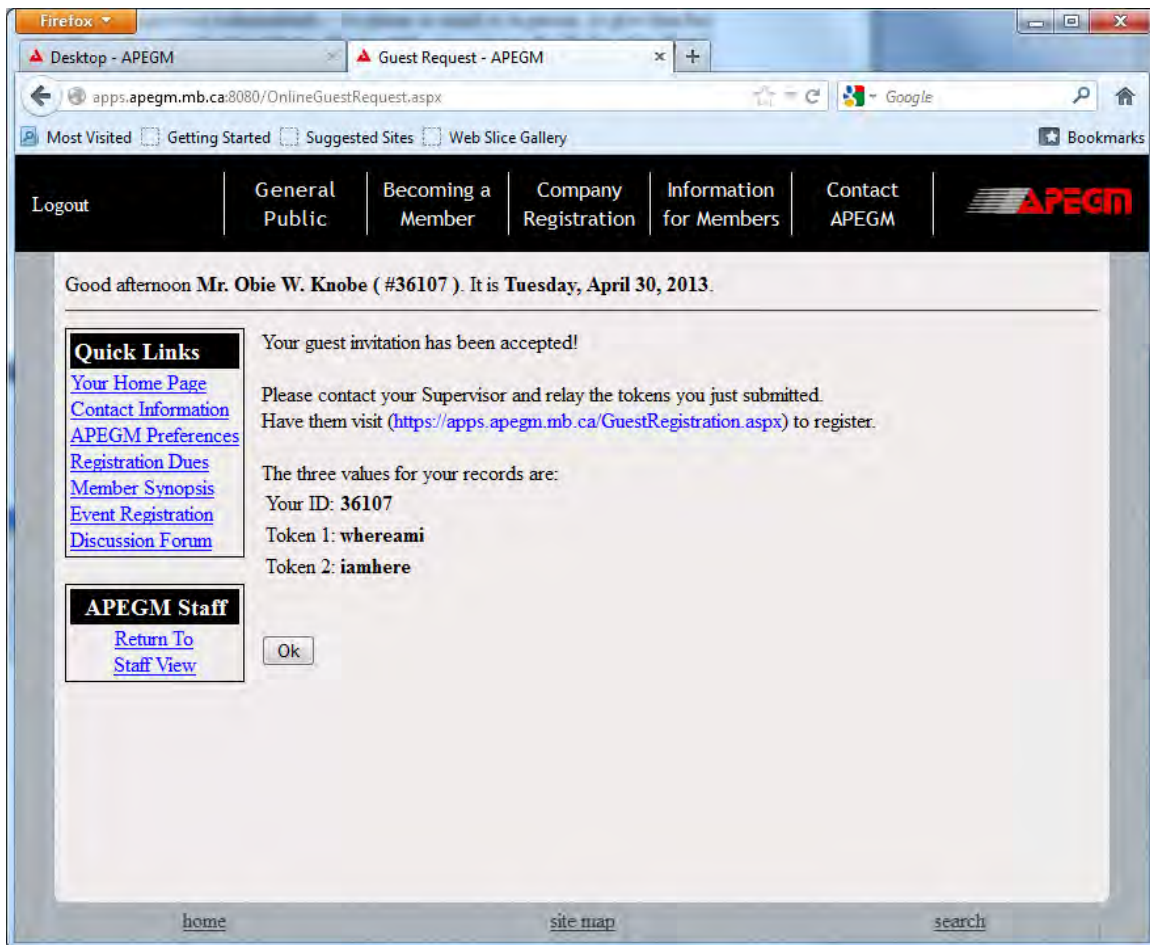 Firefox
Desktop - APEGM
Guest Request - APEGM
apps.apegm.mb.ca:8080/OnlineGuestRequest.aspx
Google
Most Visited Getting Started Suggested Sites Web Slice Gallery
Bookmarks
Logout
General Public
Becoming a Member
Company Registration
Information for Members
Contact APEGM
APEGM
Good afternoon Mr. Obie W. Knobe ( #36107 ). It is Tuesday, April 30, 2013.
Quick Links
Your Home Page
Contact Information
APEGM Preferences
Registration Dues
Member Synopsis
Event Registration
Discussion Forum
APEGM Staff
Return To
Staff View
Your guest invitation has been accepted!
Please contact your Supervisor and relay the tokens you just submitted.
Have them visit (https://apps.apegm.mb.ca/GuestRegistration.aspx) to register.
The three values for your records are:
Your ID: 36107
Token 1: whereami
Token 2: iamhere
Ok
home
site map
search